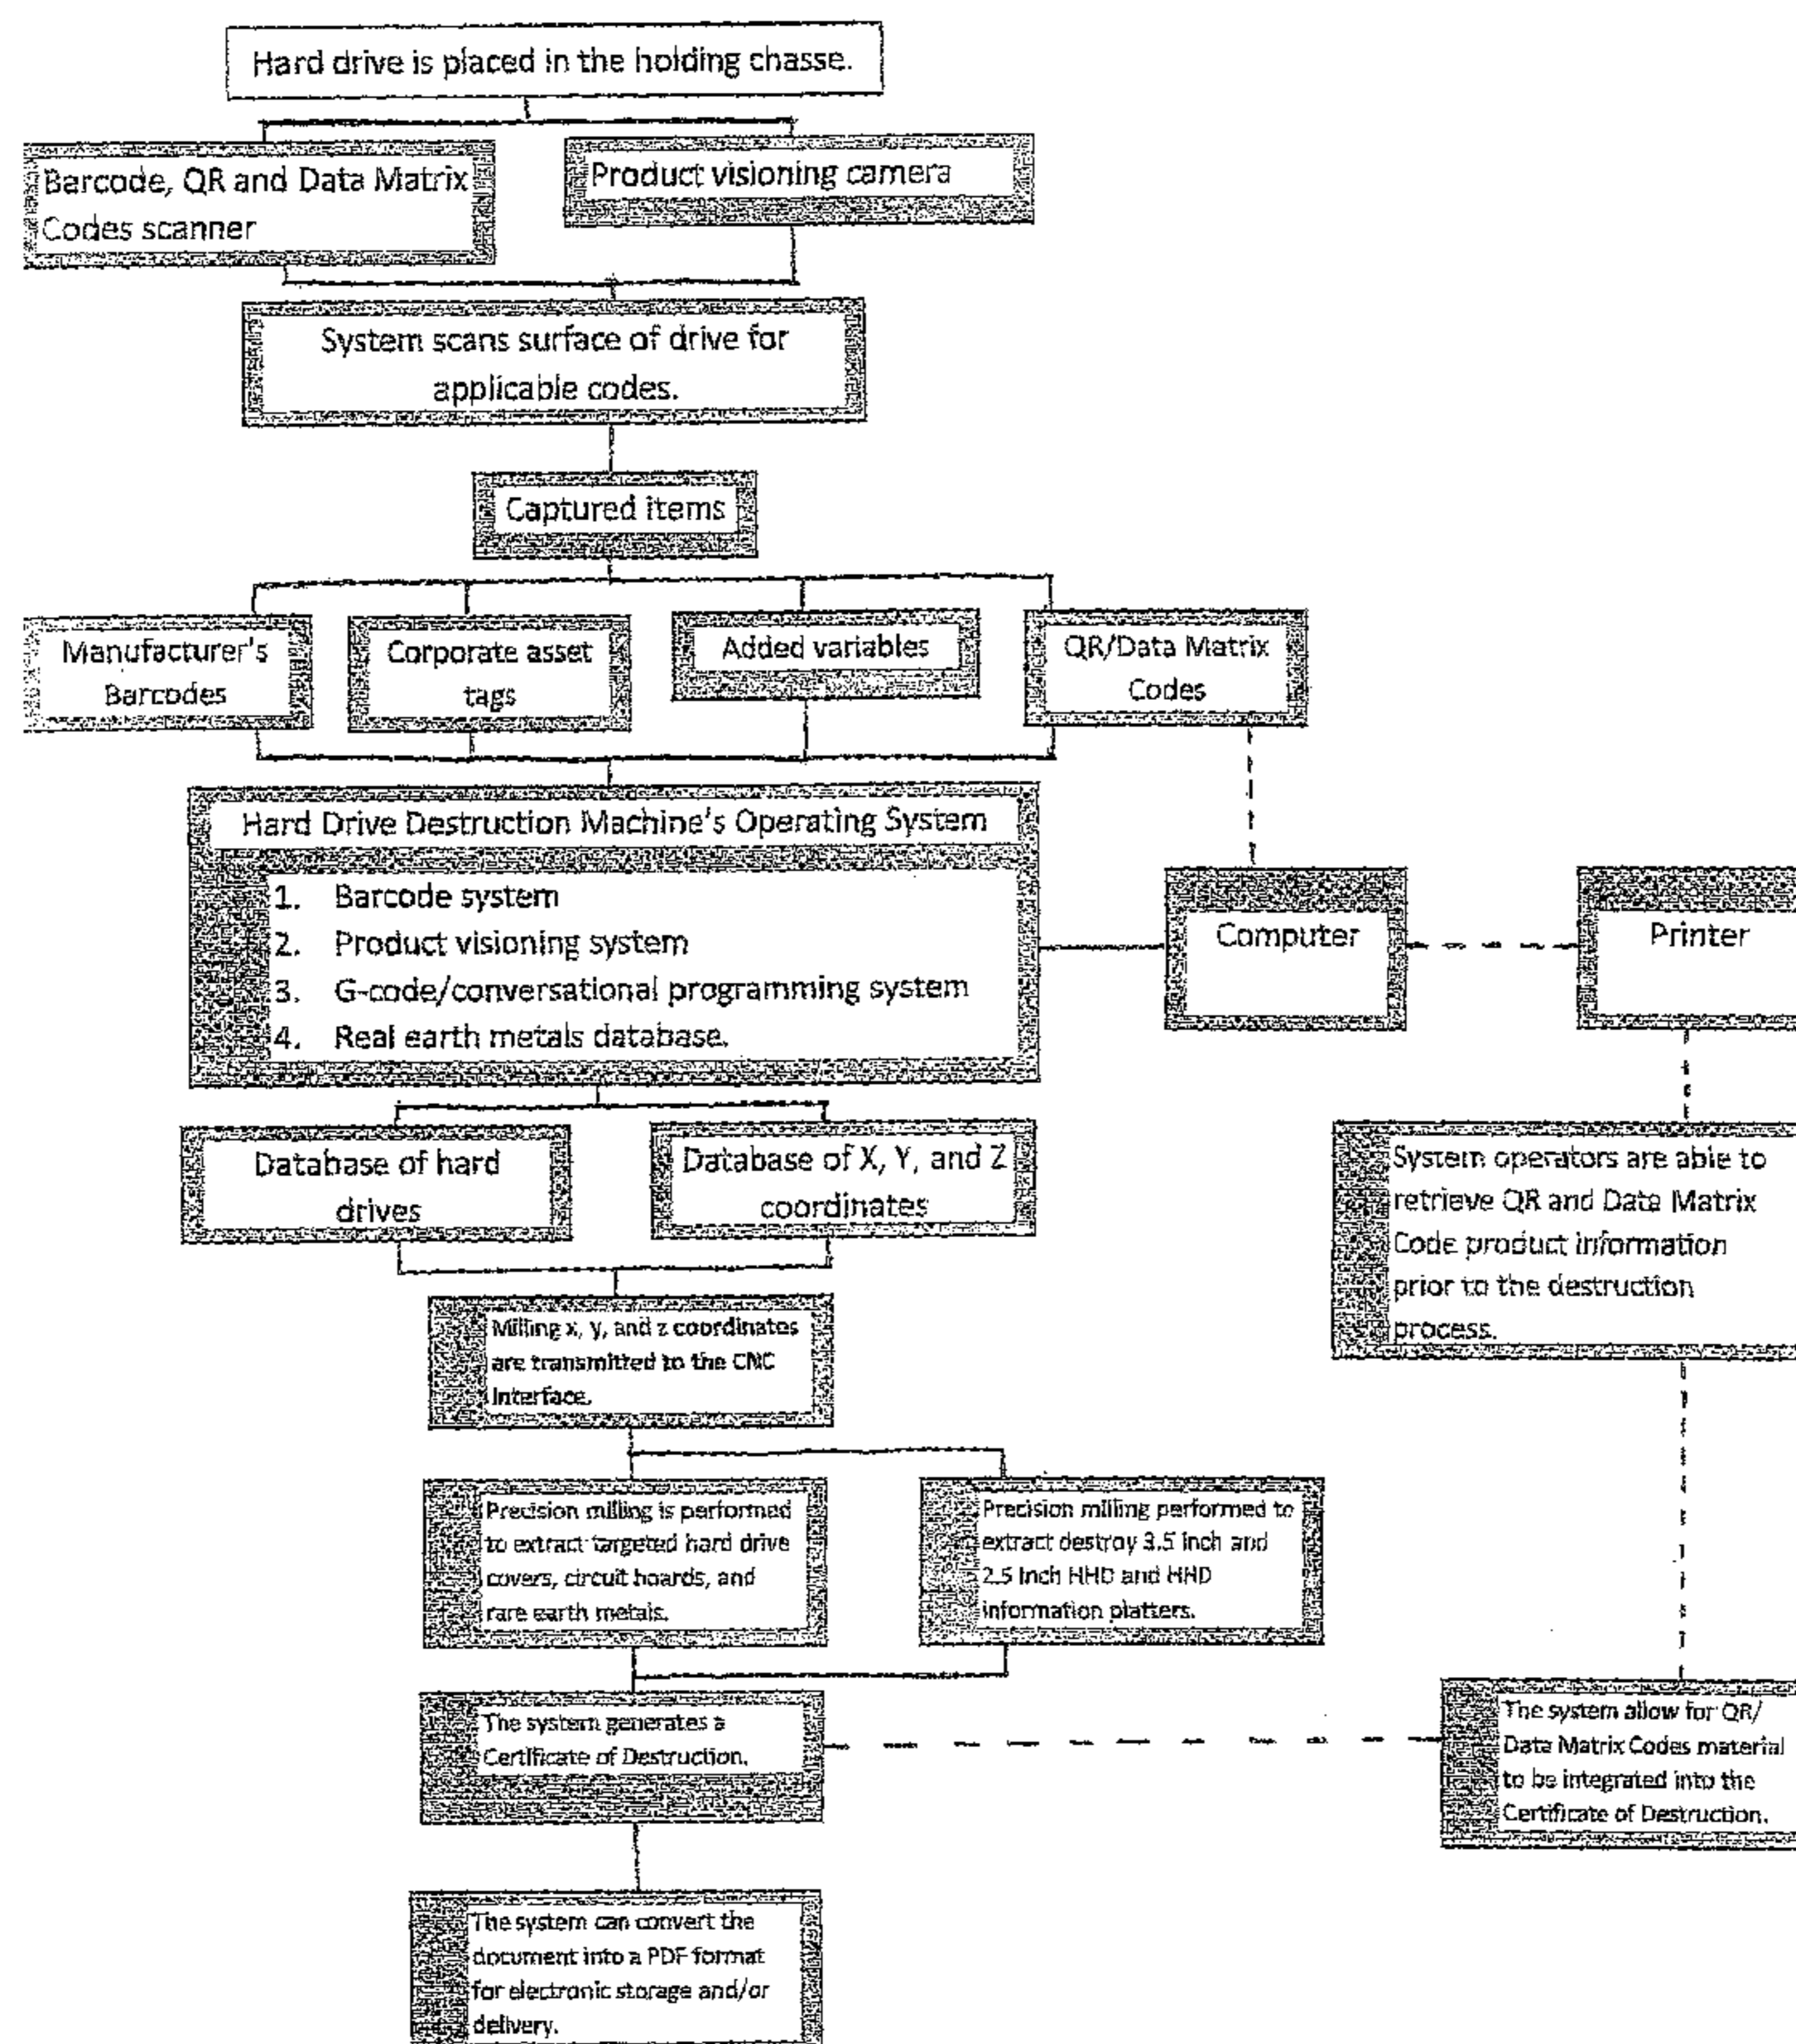 Hard drive is placed in the holding chasse.
Barcode, QR and Data Matrix
Codes scanner
Product visioning camera
System scans surface of drive for
applicable codes.
Captured items
Manufacturer's
Barcodes
Corporate asset
tags
Added variables
QR/Data Matrix
Codes
Hard Drive Destruction Machine's Operating System
1. Barcode system
2. Product visioning system
3. G-code/conversational programming system
4. Real earth metals database.
Computer
Printer
Database of hard
drives
Database of X, Y, and Z
coordinates
System operators are able to
retrieve QR and Data Matrix
Code product information
prior to the destruction
process.
Milling x, y, and z coordinates
are transmitted to the CNC
Interface.
Precision milling is performed
to extract targeted hard drive
covers, circuit boards, and
rare earth metals.
Precision milling performed to
extract destroy 3.5 inch and
2.5 inch HHD and HHD
information platters.
The system generates a
Certificate of Destruction.
The system allow for QR/
Data Matrix Codes material
to be integrated into the
Certificate of Destruction.
The system can convert the
document into a PDF format
for electronic storage and/or
delivery.